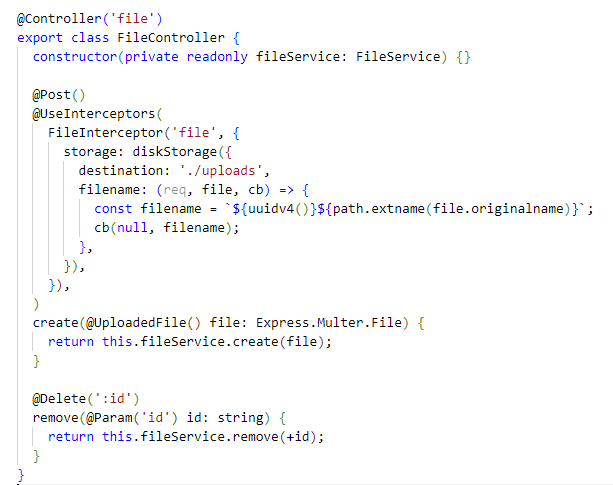 @Controller('file')
export class FileController {
  constructor(private readonly fileService: FileService) {}

  @Post()
  @UseInterceptors(
    FileInterceptor('file', {
      storage: diskStorage({
        destination: './uploads',
        filename: (req, file, cb) => {
          const filename = `${uuidv4()}${path.extname(file.originalname)}`;
          cb(null, filename);
        },
      }),
    }),
  )
  create(@UploadedFile() file: Express.Multer.File) {
    return this.fileService.create(file);
  }

  @Delete(':id')
  remove(@Param('id') id: string) {
    return this.fileService.remove(+id);
  }
}